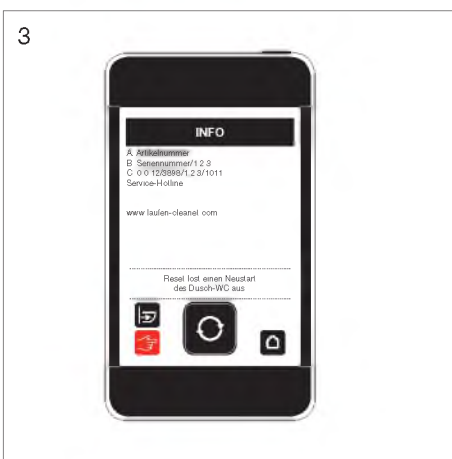 3
INFO
A Artikelnummer
B Seriennummer/1 2 3
C 0 0 12/3898/1 2 3/1011
Service-Hotline
www laufen-cleanet com
Reset löst einen Neustart
des Dusch-WC aus